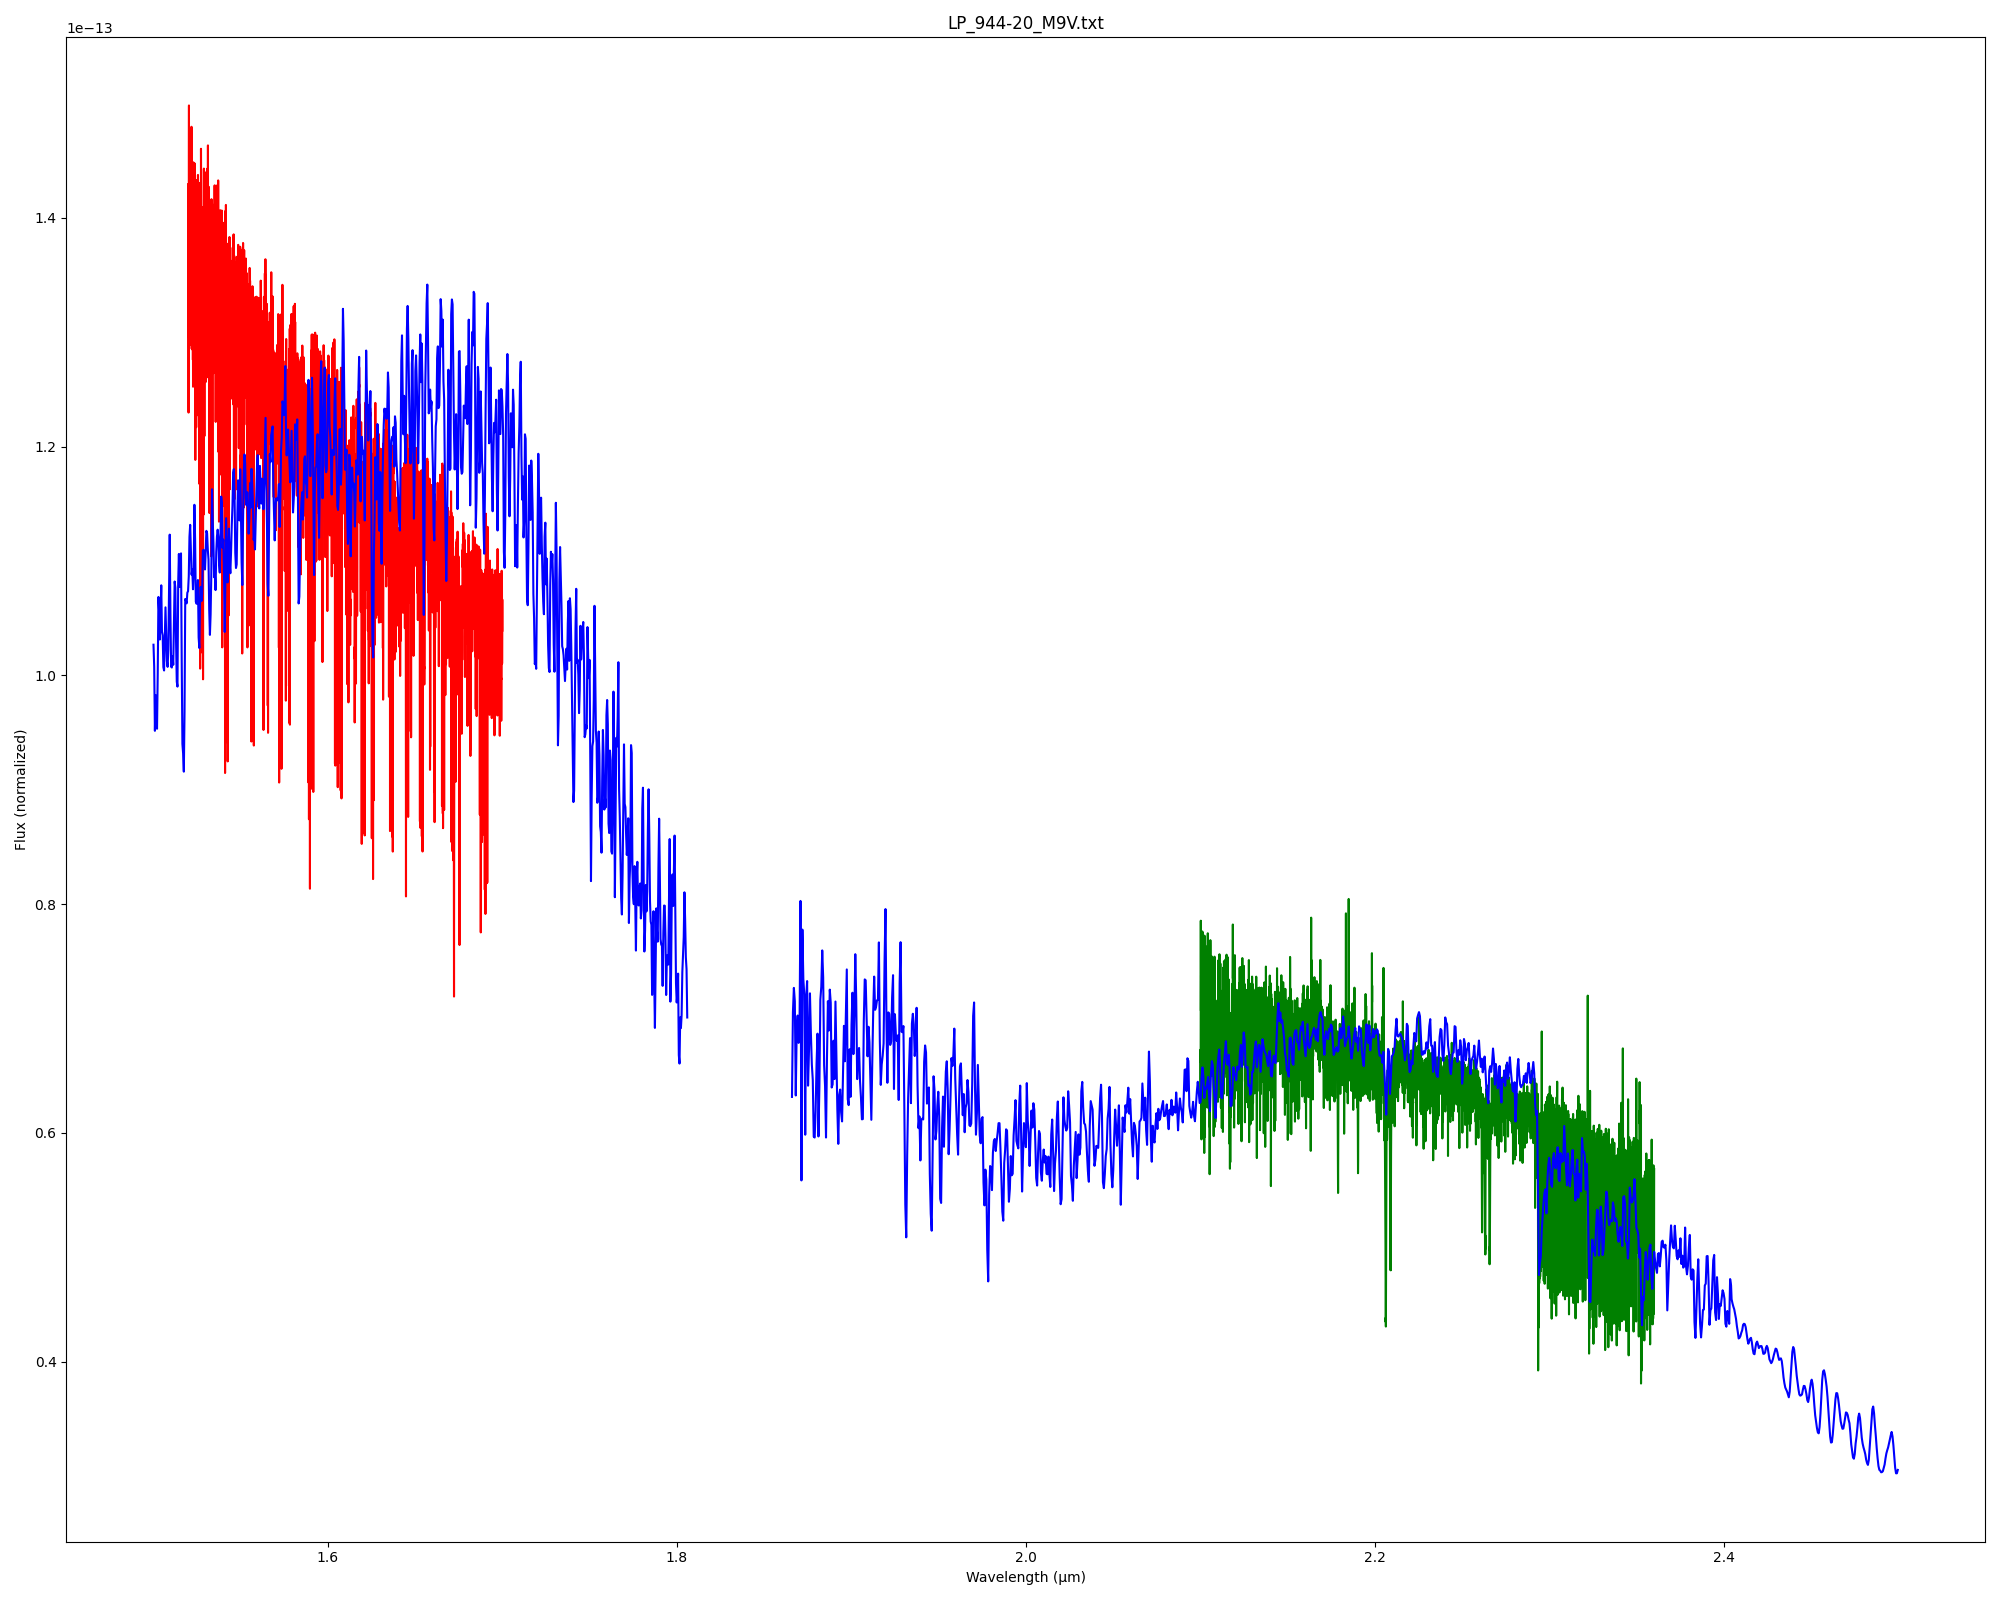 LP_944-20_M9V.txt
1e−13
1.4
1.2
1.0
0.8
0.6
0.4
Flux (normalized)
1.6 1.8 2.0 2.2 2.4
Wavelength (μm)